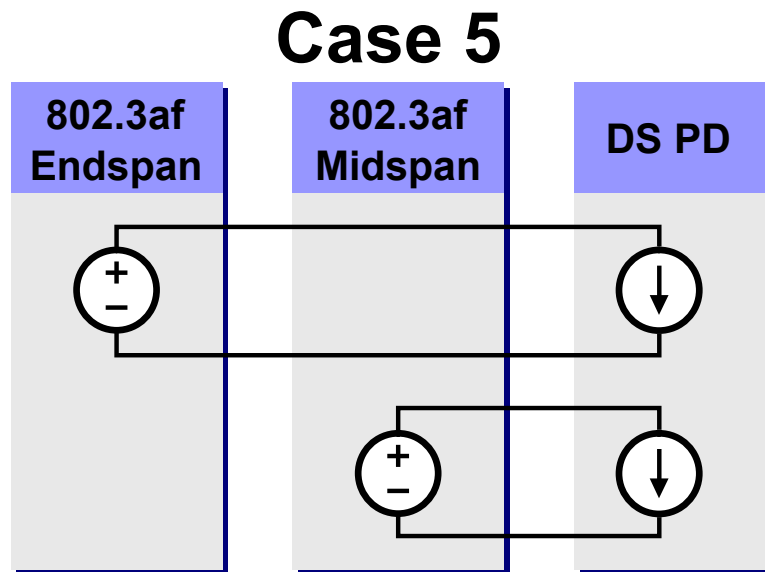 Case 5
802.3af
Endspan
802.3af
Midspan
DS PD
+
–
+
–